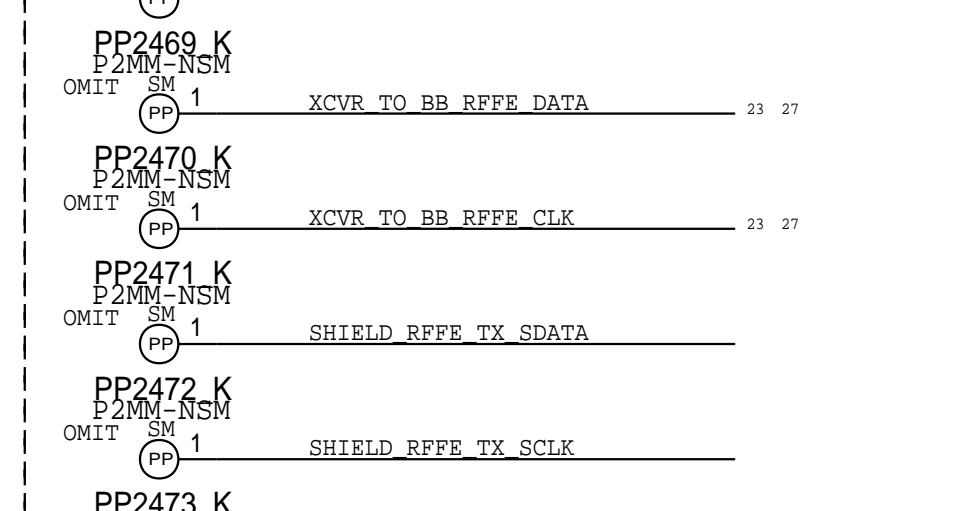 PP
PP2469_K
P2MM-NSM
OMIT SM 1
PP XCVR_TO_BB_RFFE_DATA 23 27
PP2470_K
P2MM-NSM
OMIT SM 1
PP XCVR_TO_BB_RFFE_CLK 23 27
PP2471_K
P2MM-NSM
OMIT SM 1
PP SHIELD_RFFE_TX_SDATA
PP2472_K
P2MM-NSM
OMIT SM 1
PP SHIELD_RFFE_TX_SCLK
PP2473_K